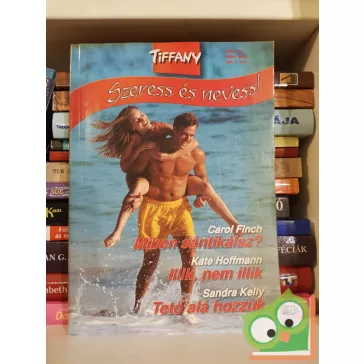 TIFFANY
Szeress és nevess!
Carol Finch
Miben sántikálsz?
Kate Hoffmann
Illik, nem illik
Sandra Kelly
Tető alá hozzuk